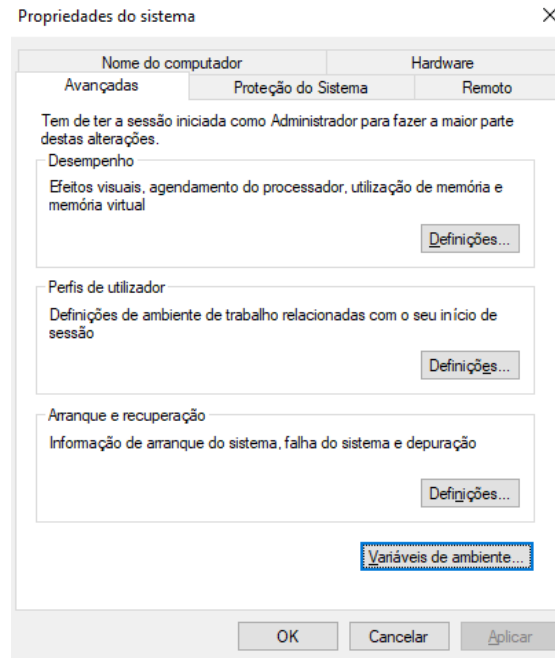 Propriedades do sistema
Nome do computador
Hardware
Avançadas
Proteção do Sistema
Remoto
Tem de ter a sessão iniciada como Administrador para fazer a maior parte
destas alterações.
Desempenho
Efeitos visuais, agendamento do processador, utilização de memória e
memória virtual
Definições...
Perfis de utilizador
Definições de ambiente de trabalho relacionadas com o seu início de
sessão
Definições...
Arranque e recuperação
Informação de arranque do sistema, falha do sistema e depuração
Definições...
Variáveis de ambiente...
OK
Cancelar
Aplicar